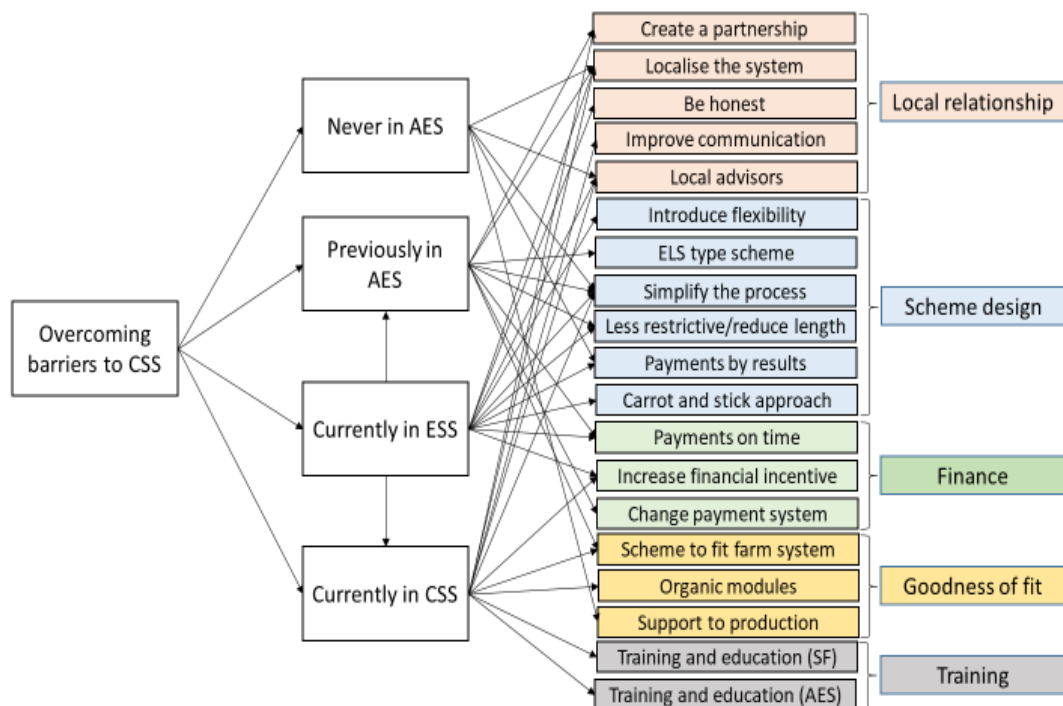 Overcoming
barriers to CSS
Never in AES
Previously in
AES
Currently in ESS
Currently in CSS
Create a partnership
Localise the system
Be honest
Improve communication
Local advisors
Introduce flexibility
ELS type scheme
Simplify the process
Less restrictive/reduce length
Payments by results
Carrot and stick approach
Payments on time
Increase financial incentive
Change payment system
Scheme to fit farm system
Organic modules
Support to production
Training and education (SF)
Training and education (AES)
Local relationship
Scheme design
Finance
Goodness of fit
Training